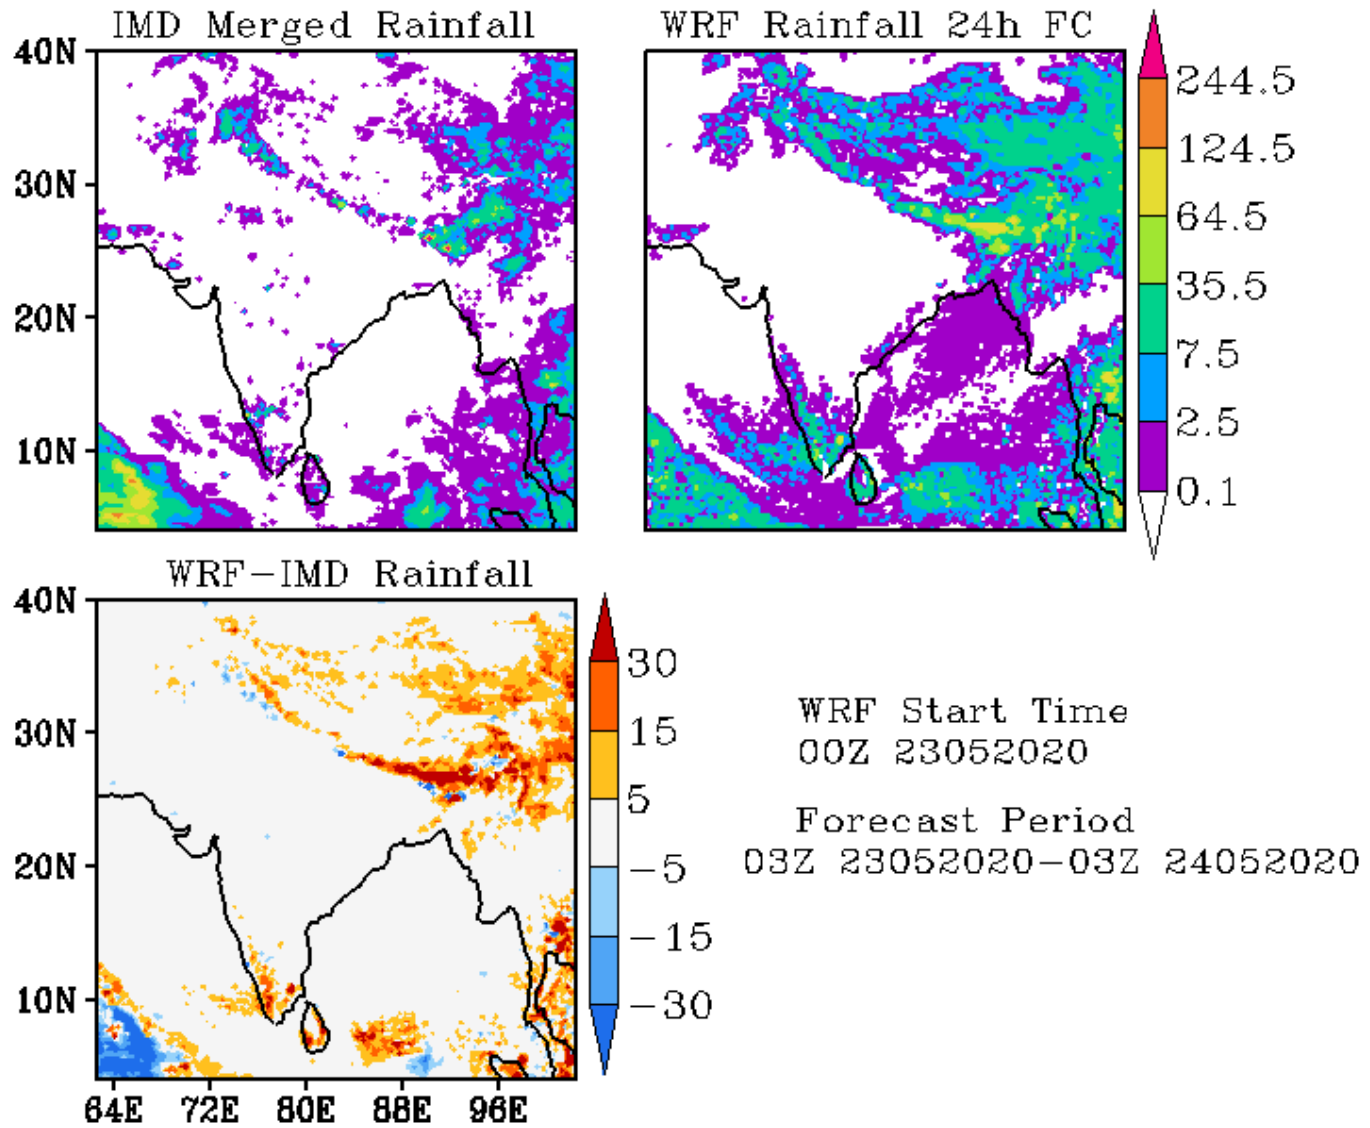 IMD Merged Rainfall
40N
30N
20N
10N
WRF Rainfall 24h FC
244.5
124.5
64.5
35.5
7.5
2.5
0.1
WRF-IMD Rainfall
40N
30N
20N
10N
64E 72E 80E 88E 96E
30
15
5
-5
-15
-30
WRF Start Time
00Z 23052020
Forecast Period
03Z 23052020-03Z 24052020